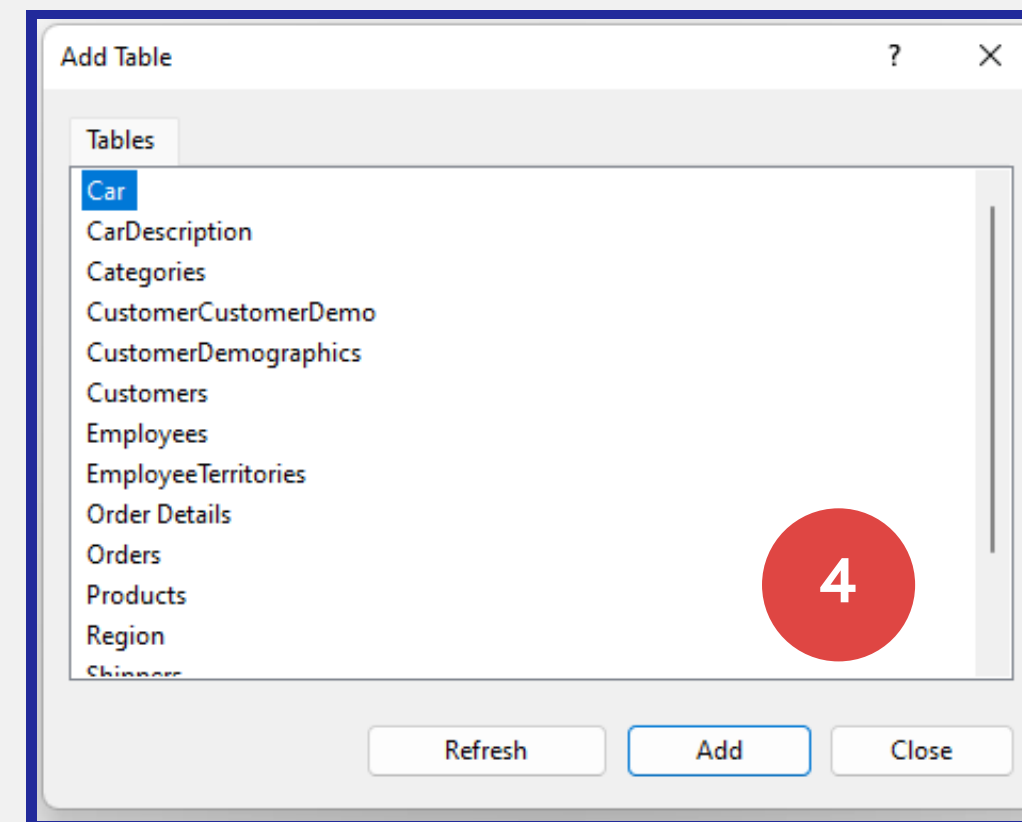 Add Table
?
Tables
Car
CarDescription
Categories
CustomerCustomerDemo
CustomerDemographics
Customers
Employees
EmployeeTerritories
Order Details
Orders
Products
Region
Shippers
4
Refresh Add Close